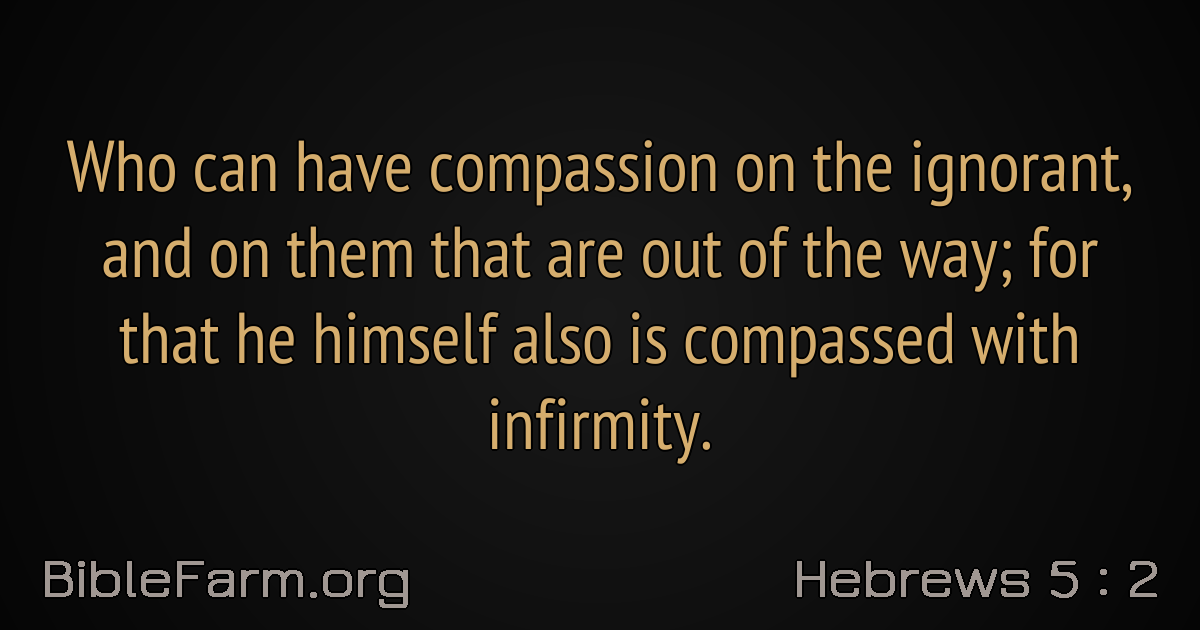 Who can have compassion on the ignorant,
and on them that are out of the way; for
that he himself also is compassed with
infirmity.
BibleFarm.org
Hebrews 5 : 2